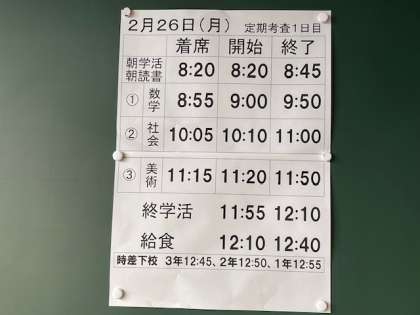 2月26日(月) 定期考査1日目
着席 開始 終了
朝学活
朝読書 8:20 8:20 8:45
① 数学 8:55 9:00 9:50
② 社会 10:05 10:10 11:00
③ 美術 11:15 11:20 11:50
終学活 11:55 12:10
給食 12:10 12:40
時差下校 3年12:45、2年12:50、1年12:55